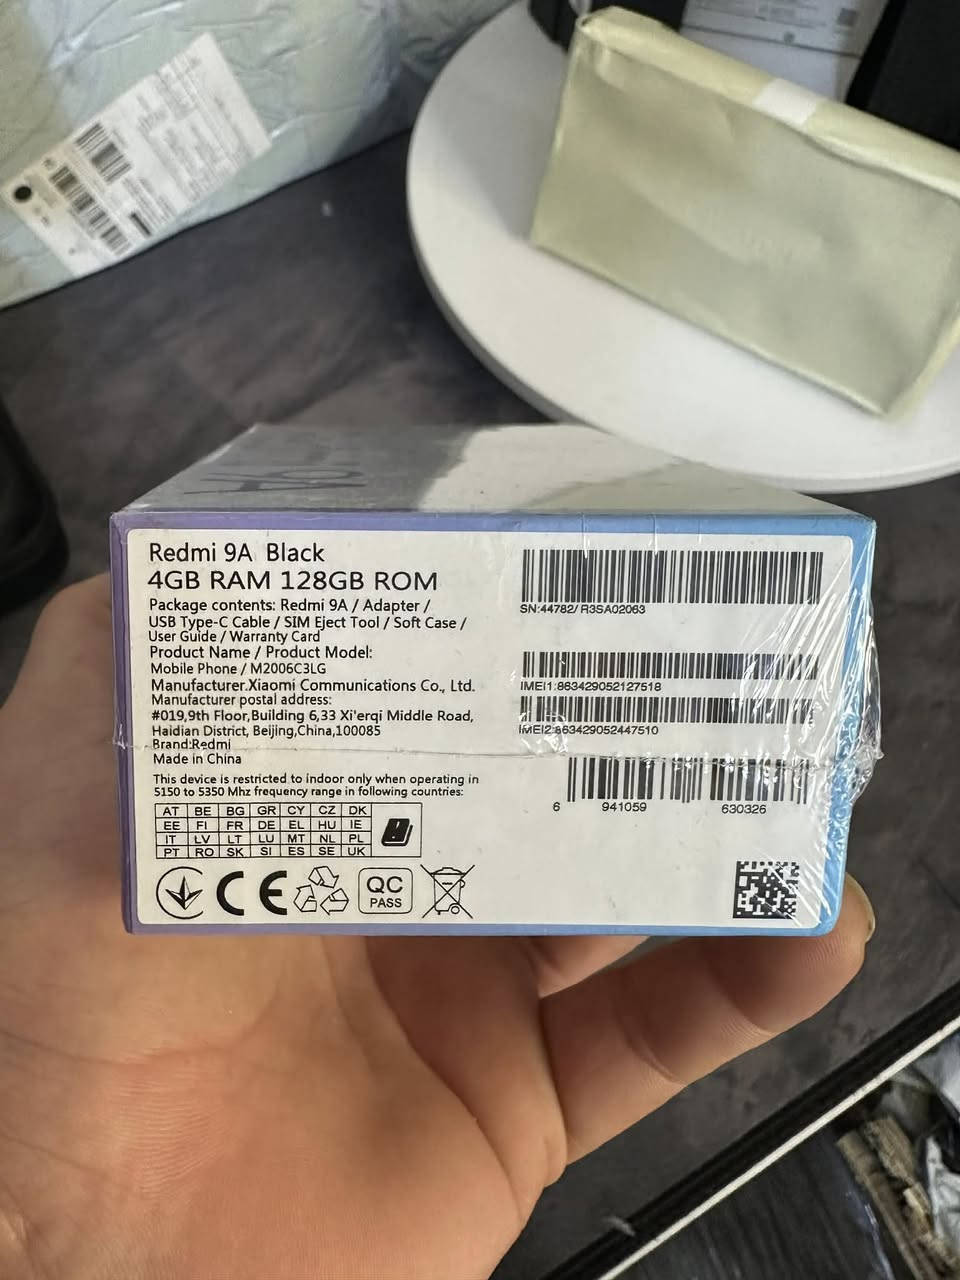 9A
Redmi 9A Black
4GB RAM 128GB ROM
Package contents: Redmi 9A / Adapter /
USB Type-C Cable / SIM Eject Tool / Soft Case /
User Guide / Warranty Card
Product Name / Product Model:
Mobile Phone / M2006C3LG
Manufacturer.Xiaomi Communications Co., Ltd.
Manufacturer postal address:
#019,9th Floor,Building 6,33 Xi'erqi Middle Road,
Haidian District, Beijing,China,100085
Brand:Redmi
Made in China
This device is restricted to indoor only when operating in
5150 to 5350 Mhz frequency range in following countries:
AT BE BG GR CY CZ DK
EE FI FR DE EL HU IE
IT LV LT LU MT NL PL
PT RO SK SI ES SE UK
CE
QC
PASS
SN:44782/ R3SA02063
IMEI1:863429052127518
IMEI2:863429052447510
6 941059 630326